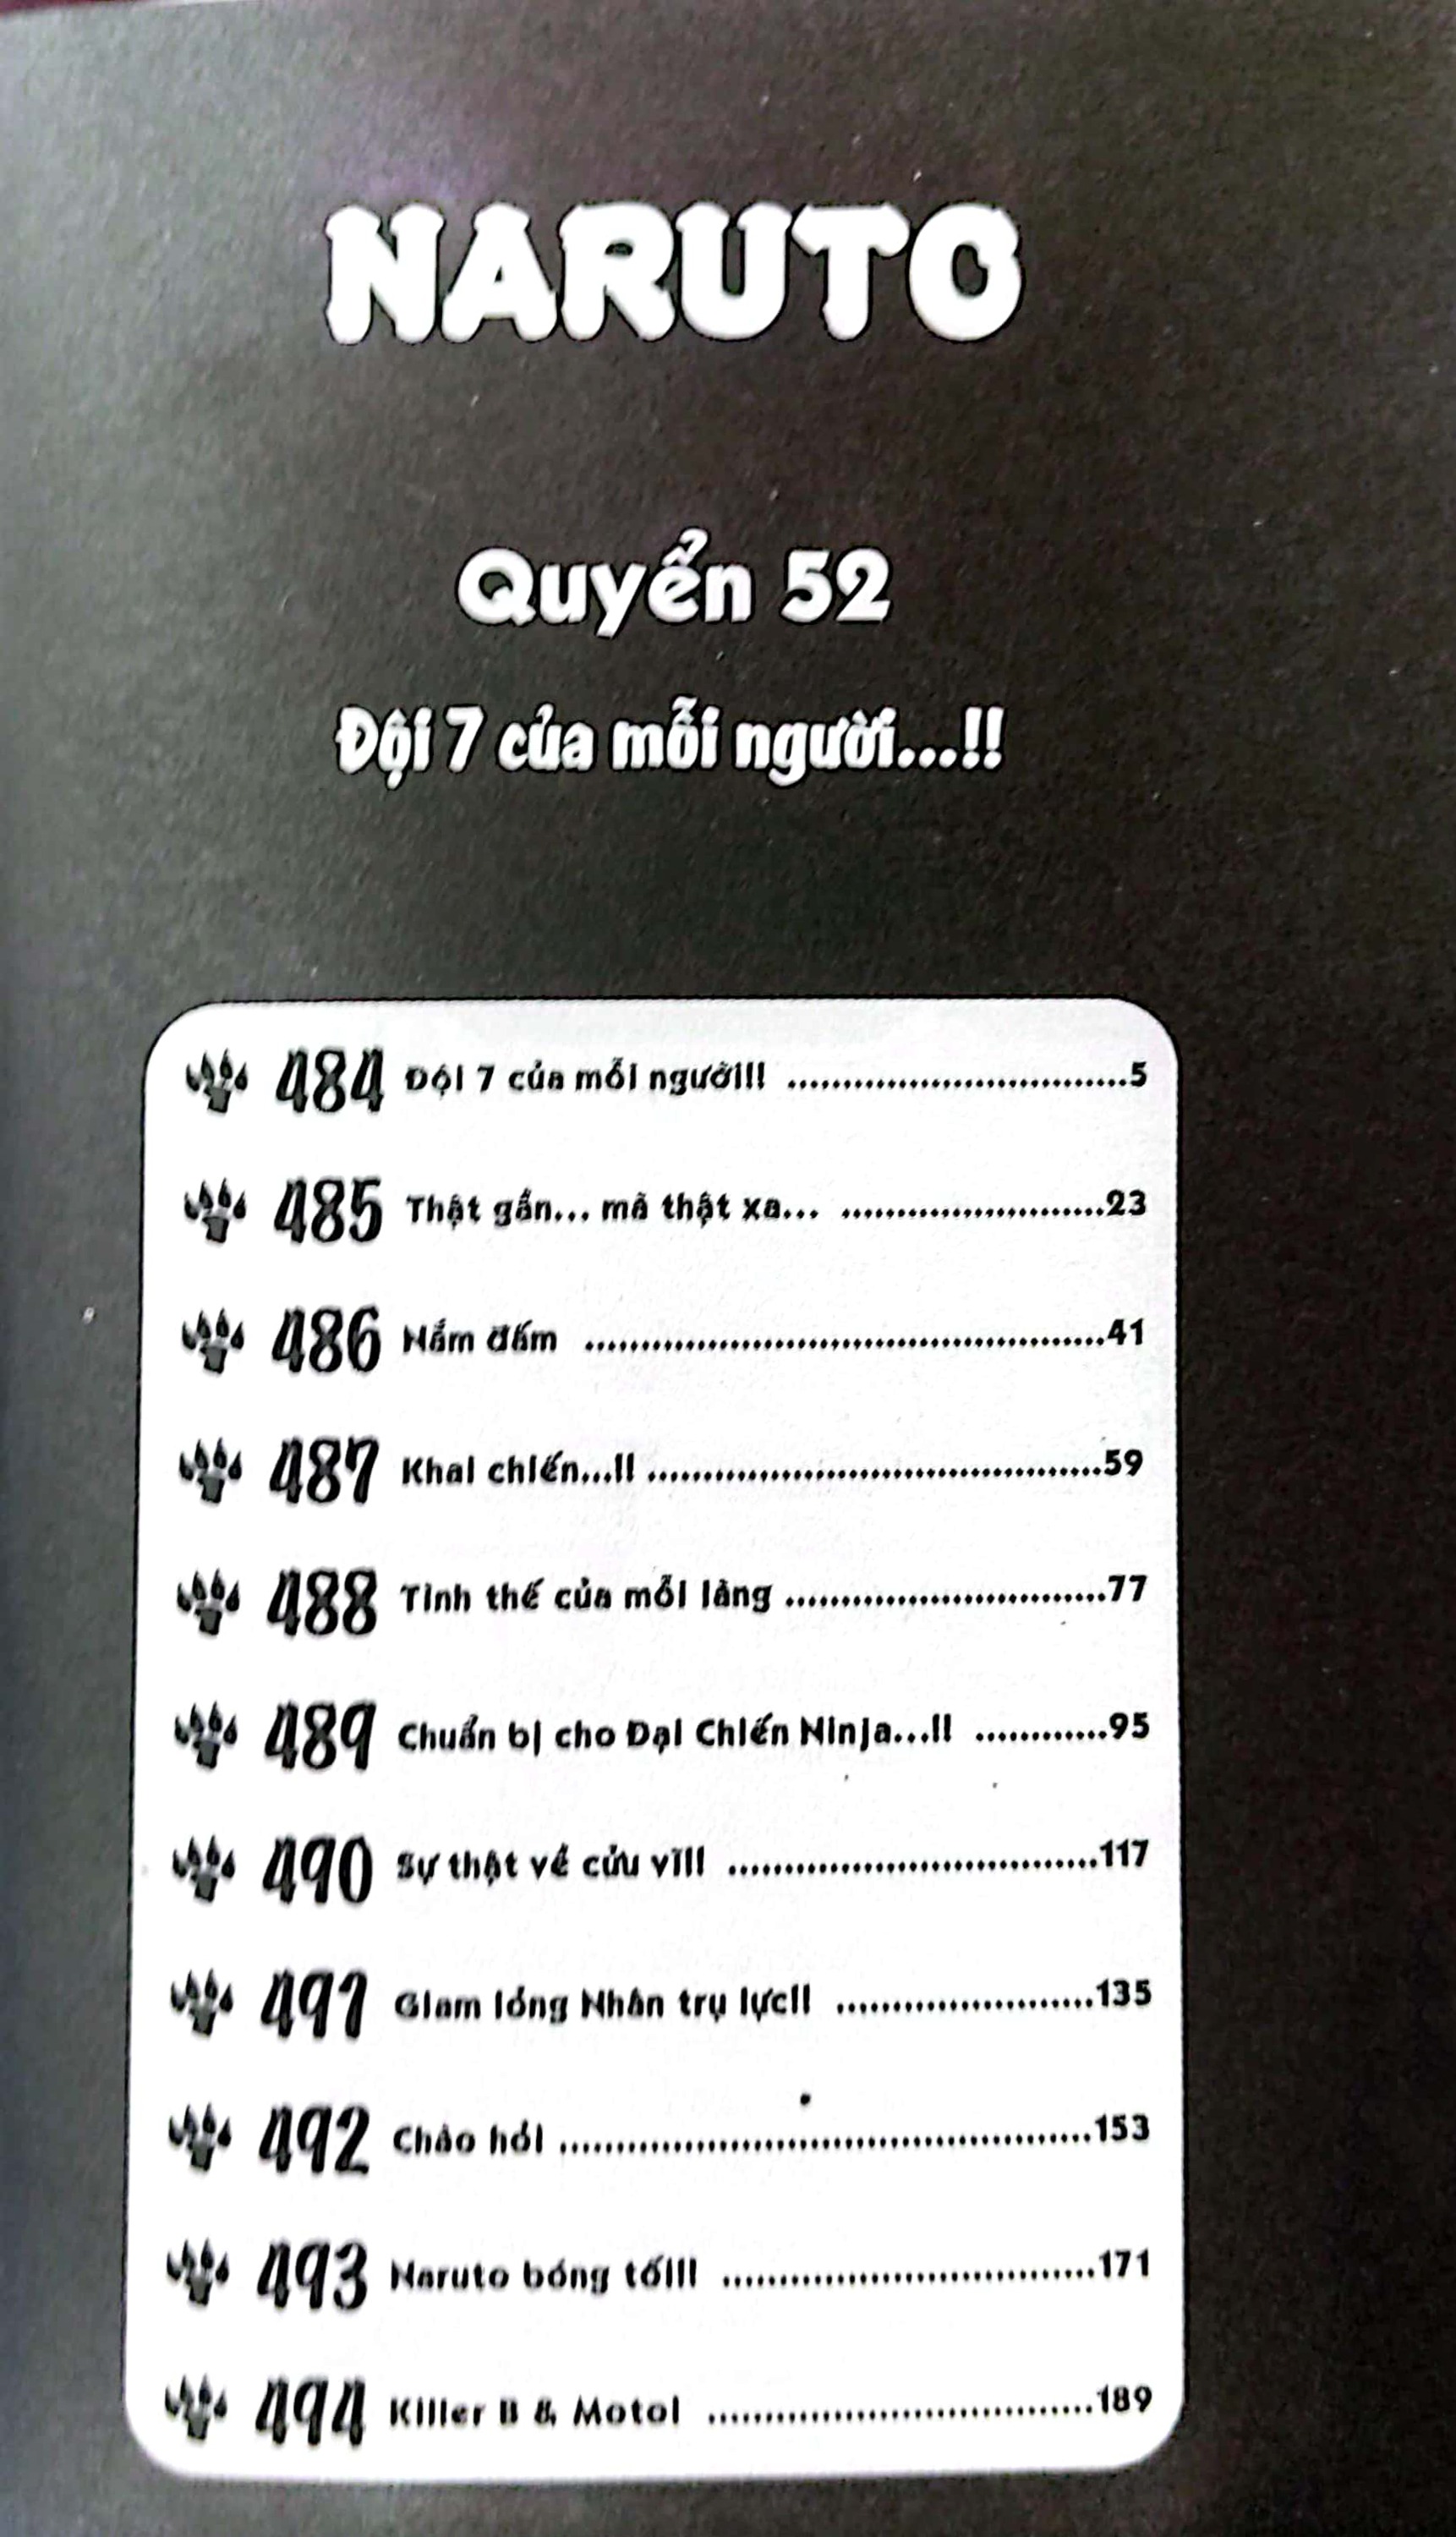 NARUTO
Quyển 52
Đội 7 của mỗi người...!!
484 Đội 7 của mỗi người!! ...............................5
485 Thật gần... mà thật xa... ........................23
486 Nắm đấm ...............................................41
487 Khai chiến...!! .........................................59
488 Tình thế của mỗi làng .............................77
489 Chuẩn bị cho Đại Chiến Ninja...!! ............95
490 Sự thật về cửu vĩ!! .................................117
491 Giam lỏng Nhân trụ lực!! .......................135
492 Chào hỏi ................................................153
493 Naruto bóng tối!! ..................................171
494 Killer B & Motoi ...................................189